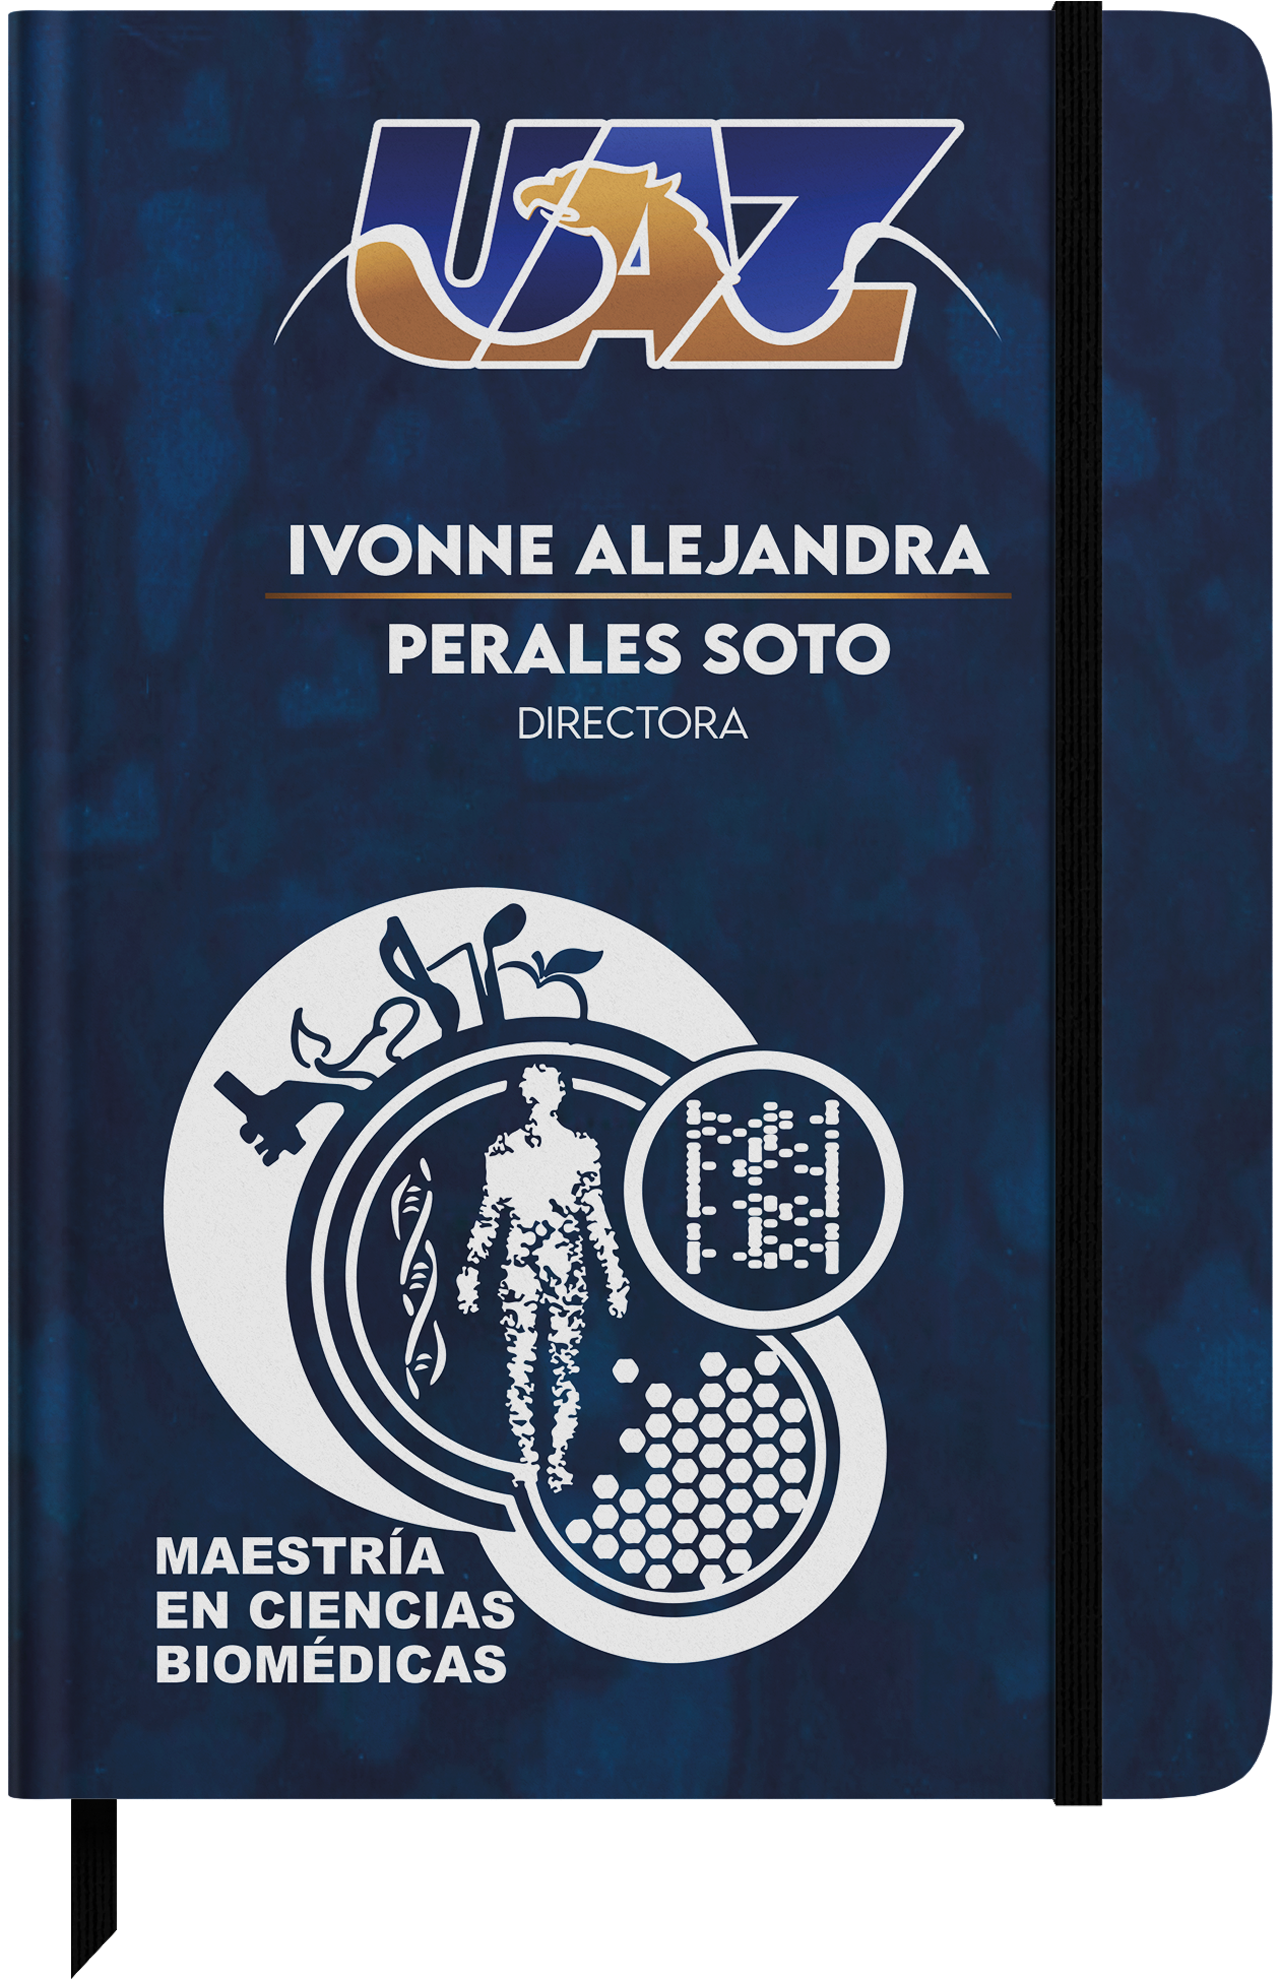 UAZ
IVONNE ALEJANDRA
PERALES SOTO
DIRECTORA
MAESTRÍA
EN CIENCIAS
BIOMÉDICAS